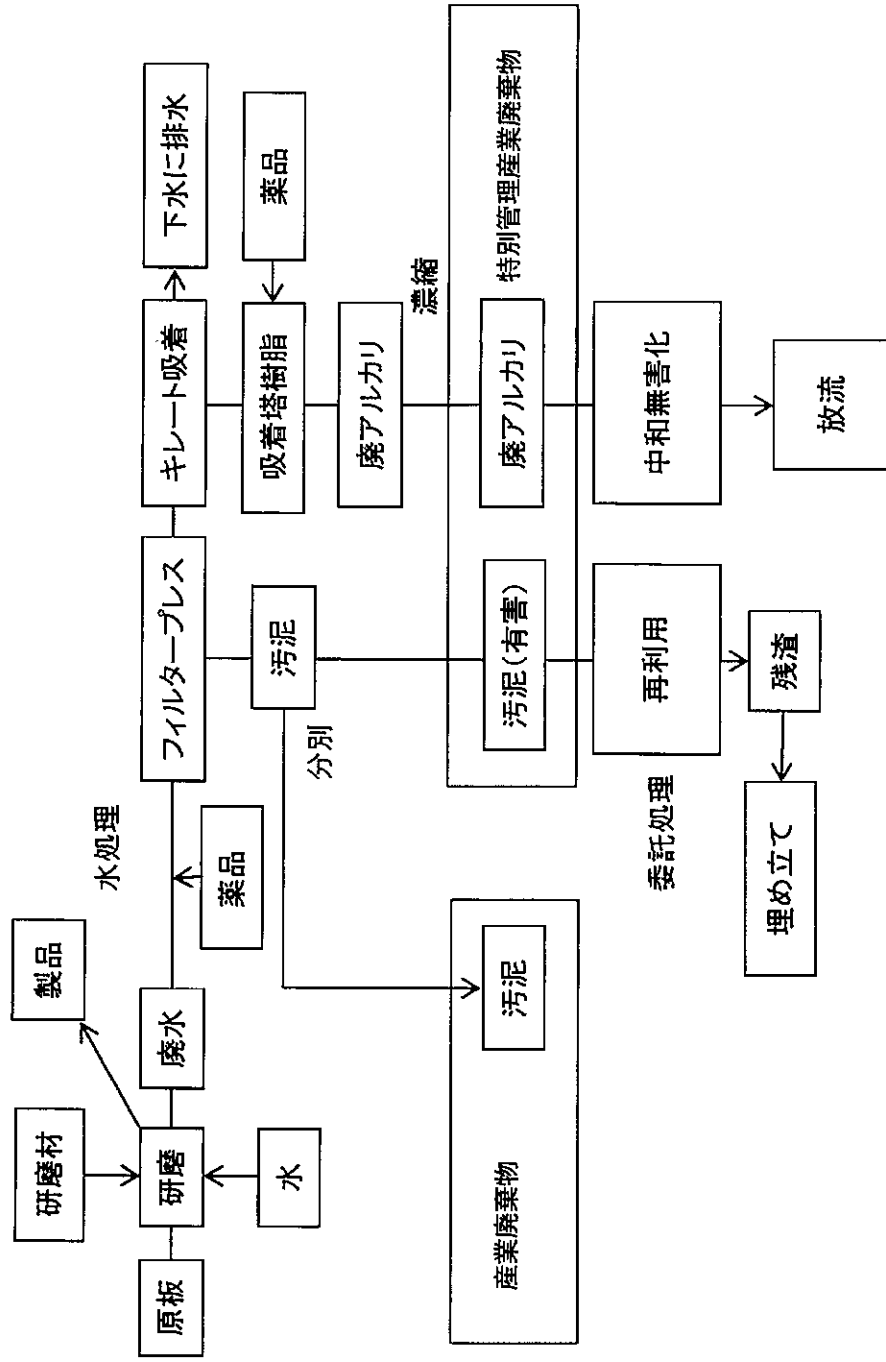 製品
研磨材
原板
研磨
廃水
水処理
フィルタープレス
キレート吸着
下水に排水
水
薬品
汚泥
分別
吸着塔樹脂
薬品
廃アルカリ
濃縮
産業廃棄物
汚泥
汚泥(有害)
廃アルカリ
特別管理産業廃棄物
委託処理
再利用
中和無害化
埋め立て
残渣
放流